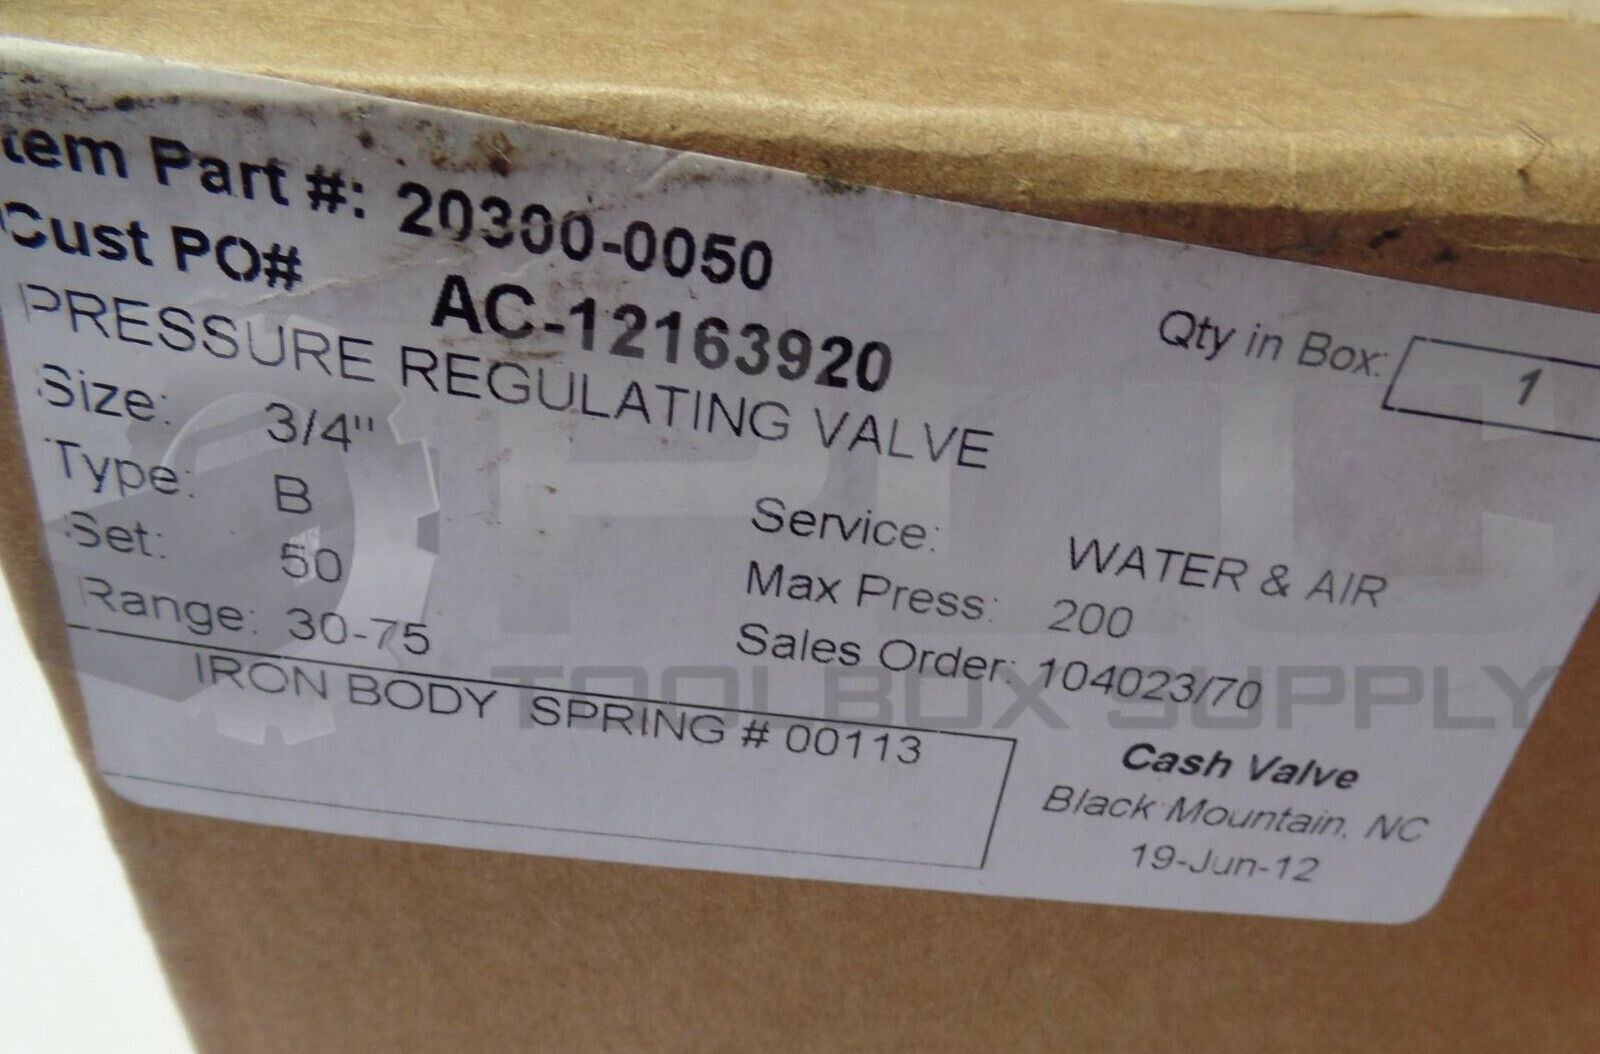 tem Part #: 20300-0050
Cust PO# AC-12163920
PRESSURE REGULATING VALVE
Qty in Box: 1
Size: 3/4"
Type: B
Set: 50
Range: 30-75
Service: WATER & AIR
Max Press: 200
Sales Order: 104023/70
IRON BODY SPRING # 00113
Cash Valve
Black Mountain, NC
19-Jun-12
PLC
TOOLBOX SUPPLY